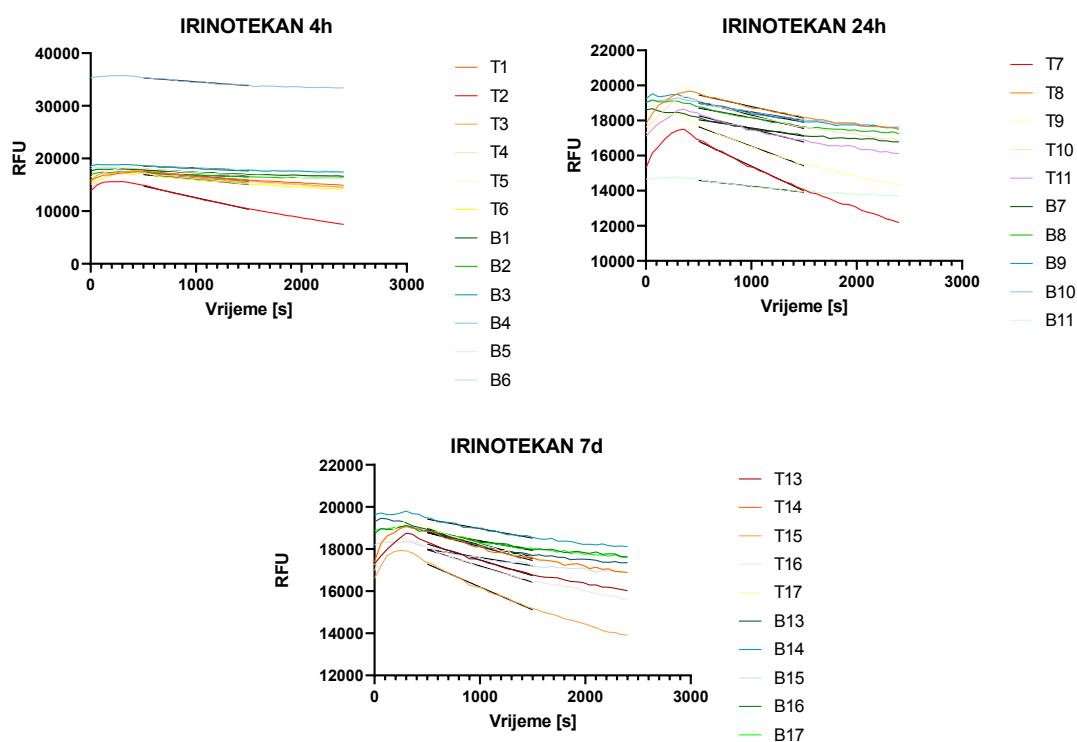 IRINOTEKAN 4h
40000
30000
20000
10000
0
RFU
0
1000
2000
3000
Vrijeme [s]
T1
T2
T3
T4
T5
T6
B1
B2
B3
B4
B5
B6
IRINOTEKAN 24h
22000
20000
18000
16000
14000
12000
10000
RFU
0
1000
2000
3000
Vrijeme [s]
T7
T8
T9
T10
T11
B7
B8
B9
B10
B11
IRINOTEKAN 7d
22000
20000
18000
16000
14000
12000
RFU
0
1000
2000
3000
Vrijeme [s]
T13
T14
T15
T16
T17
B13
B14
B15
B16
B17